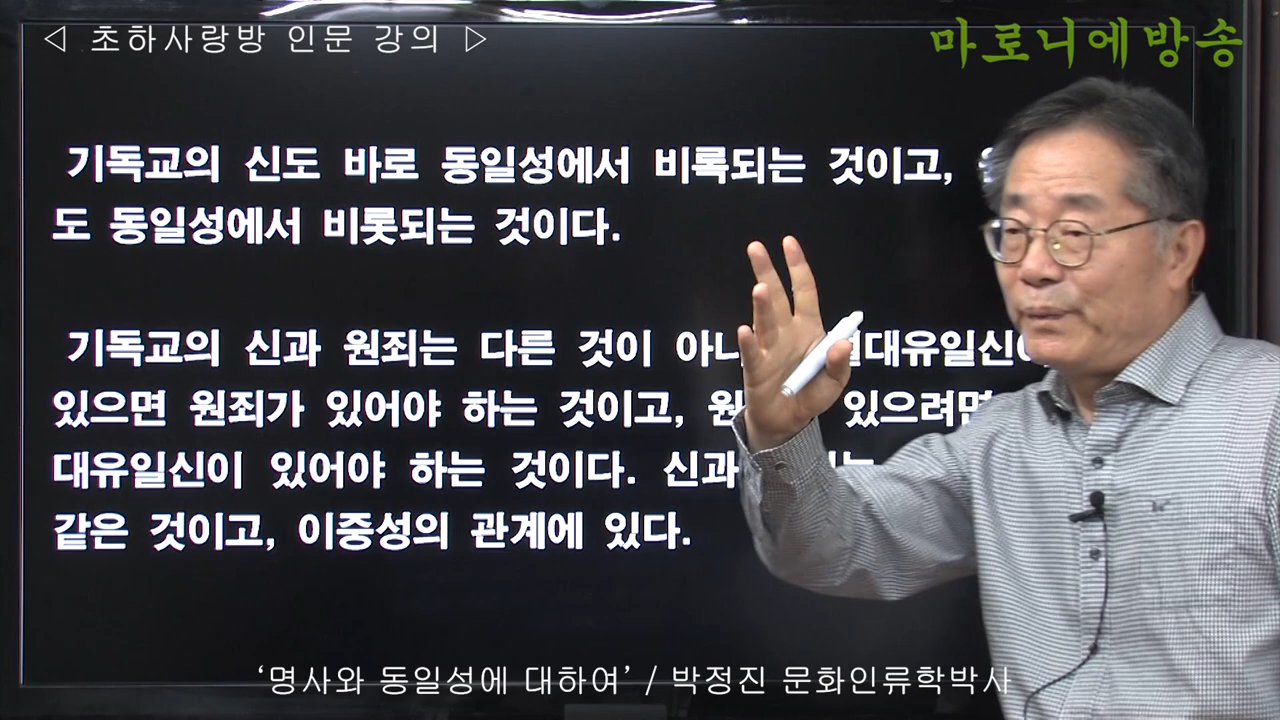 ◁ 초하사랑방 인문 강의 ▷
마로니에방송
기독교의 신도 바로 동일성에서 비록되는 것이고,
도 동일성에서 비롯되는 것이다.
기독교의 신과 원죄는 다른 것이
있으면 원죄가 있어야 하는 것이고, 있으려면
대유일신이 있어야 하는 것이다. 신과
같은 것이고, 이중성의 관계에 있다.
‘명사와 동일성에 대하여’ / 박정진 문화인류학박사